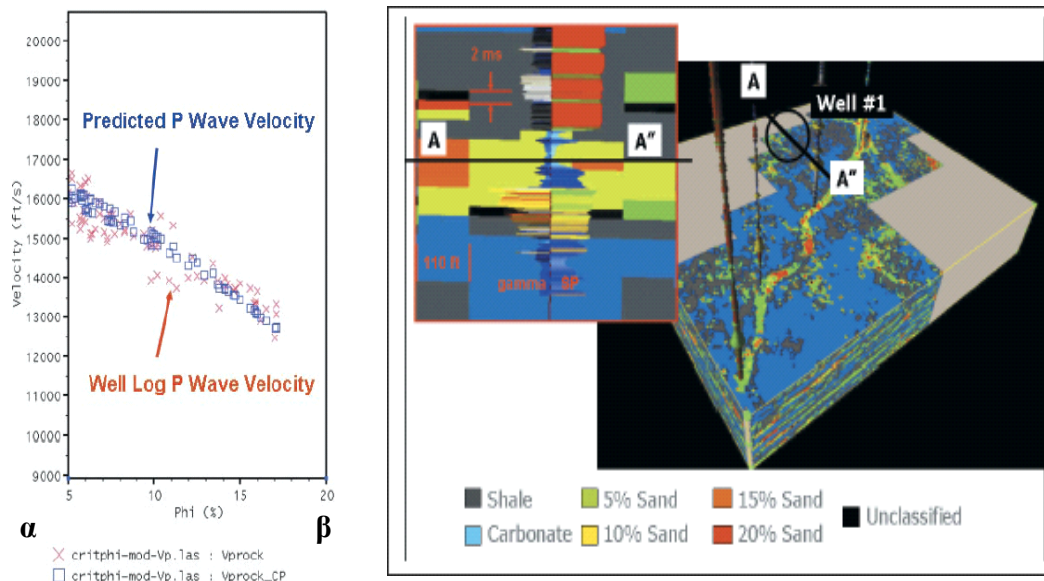 20000
19000
18000
17000
16000
15000
14000
13000
12000
11000
10000
9000
Velocity (ft/s)
Predicted P Wave Velocity
Well Log P Wave Velocity
5 10 15 20
Phi (%)
α β
critphi-mod-Vp.las : Vprock
critphi-mod-Vp.las : Vprock_CP
2 ms
A A″
110 ft
gamma SP
A
Well #1
A″
Shale 5% Sand 15% Sand
Unclassified
Carbonate 10% Sand 20% Sand